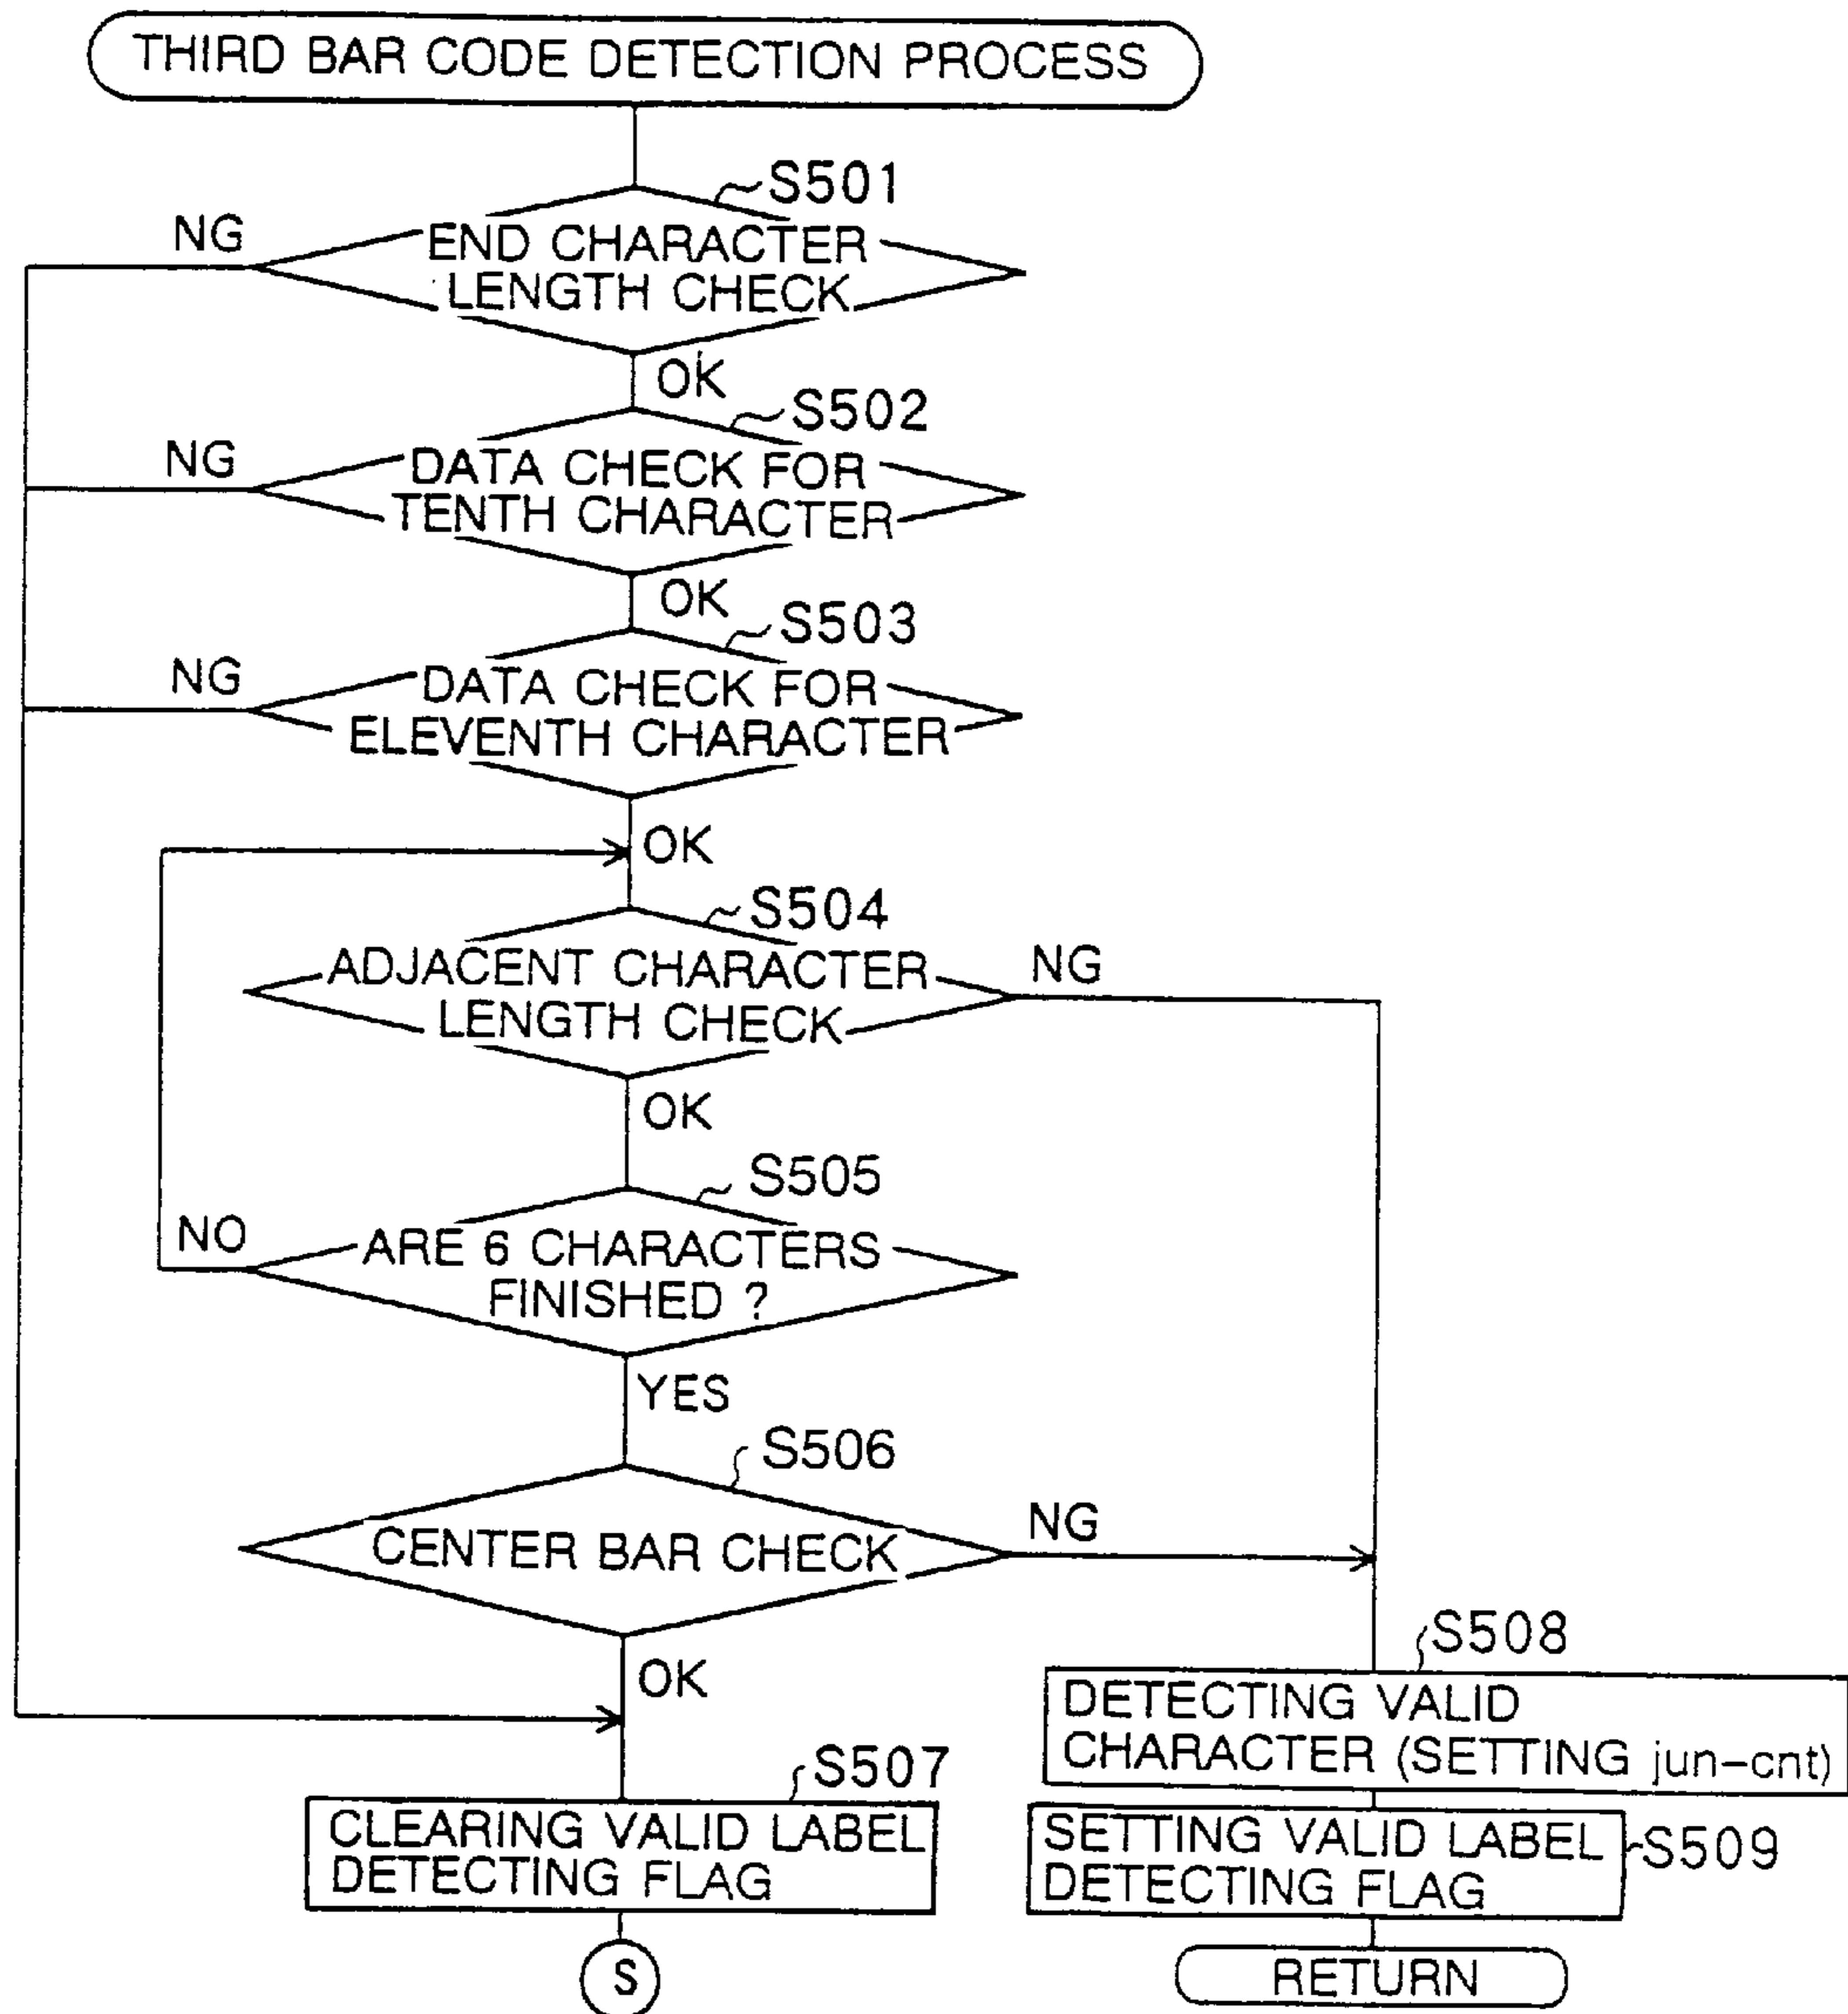 THIRD BAR CODE DETECTION PROCESS
S501
NG
END CHARACTER
LENGTH CHECK
OK
S502
NG
DATA CHECK FOR
TENTH CHARACTER
OK
S503
NG
DATA CHECK FOR
ELEVENTH CHARACTER
OK
S504
ADJACENT CHARACTER
LENGTH CHECK
NG
OK
S505
NO
ARE 6 CHARACTERS
FINISHED ?
YES
S506
CENTER BAR CHECK
NG
OK
S507
CLEARING VALID LABEL
DETECTING FLAG
S
S508
DETECTING VALID
CHARACTER (SETTING jun-cnt)
SETTING VALID LABEL
DETECTING FLAG
S509
RETURN